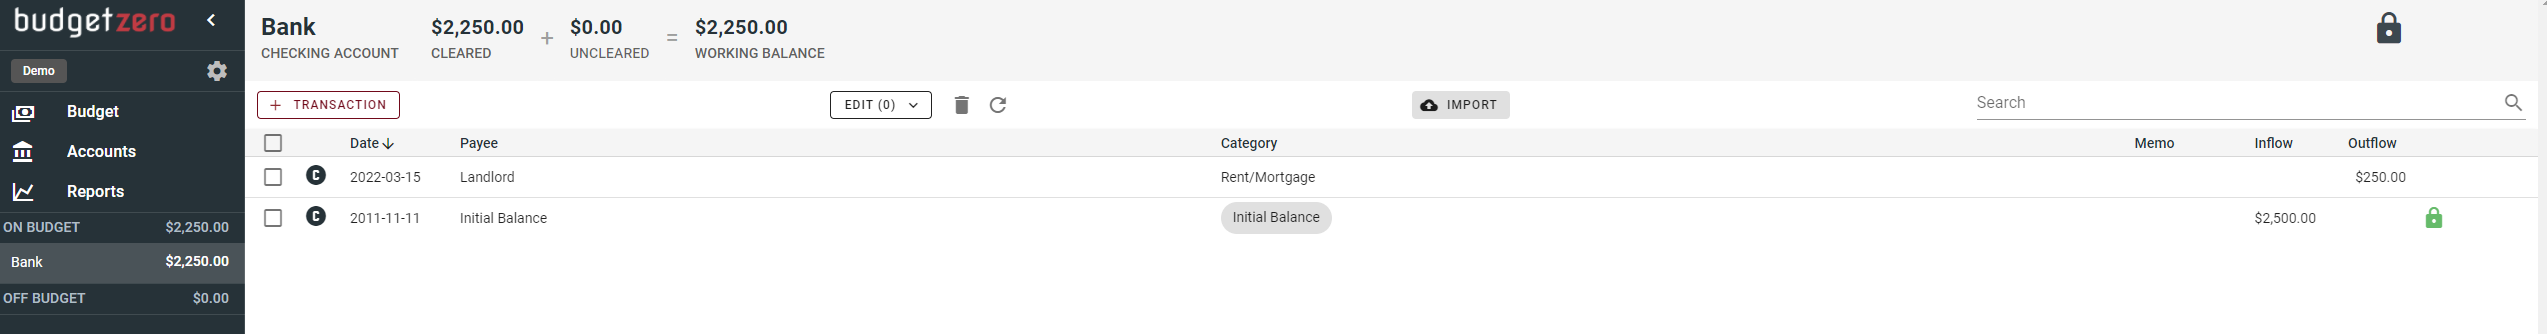 budgetzero
Demo
Budget
Accounts
Reports
ON BUDGET $2,250.00
Bank $2,250.00
OFF BUDGET $0.00
Bank
CHECKING ACCOUNT
$2,250.00 + $0.00 = $2,250.00
CLEARED UNCLEARED WORKING BALANCE
+ TRANSACTION EDIT (0) IMPORT Search
Date Payee Category Memo Inflow Outflow
C 2022-03-15 Landlord Rent/Mortgage $250.00
C 2011-11-11 Initial Balance Initial Balance $2,500.00